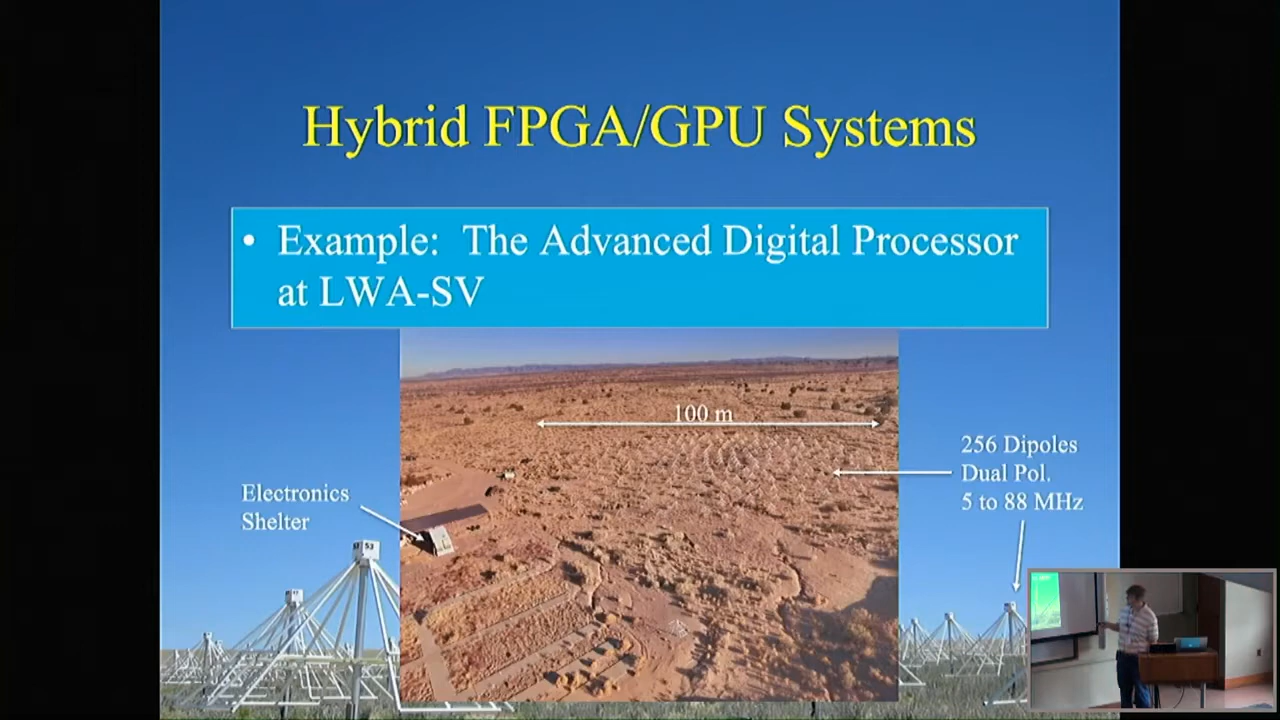 Hybrid FPGA/GPU Systems
• Example: The Advanced Digital Processor
at LWA-SV
100 m
256 Dipoles
Dual Pol.
5 to 88 MHz
Electronics
Shelter
53